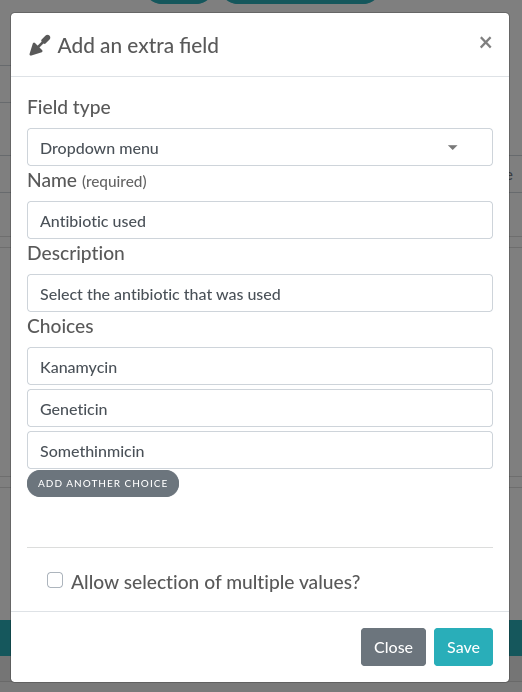 Add an extra field
×
Field type
Dropdown menu
Name (required)
Antibiotic used
Description
Select the antibiotic that was used
Choices
Kanamycin
Geneticin
Somethinmicin
ADD ANOTHER CHOICE
Allow selection of multiple values?
Close Save